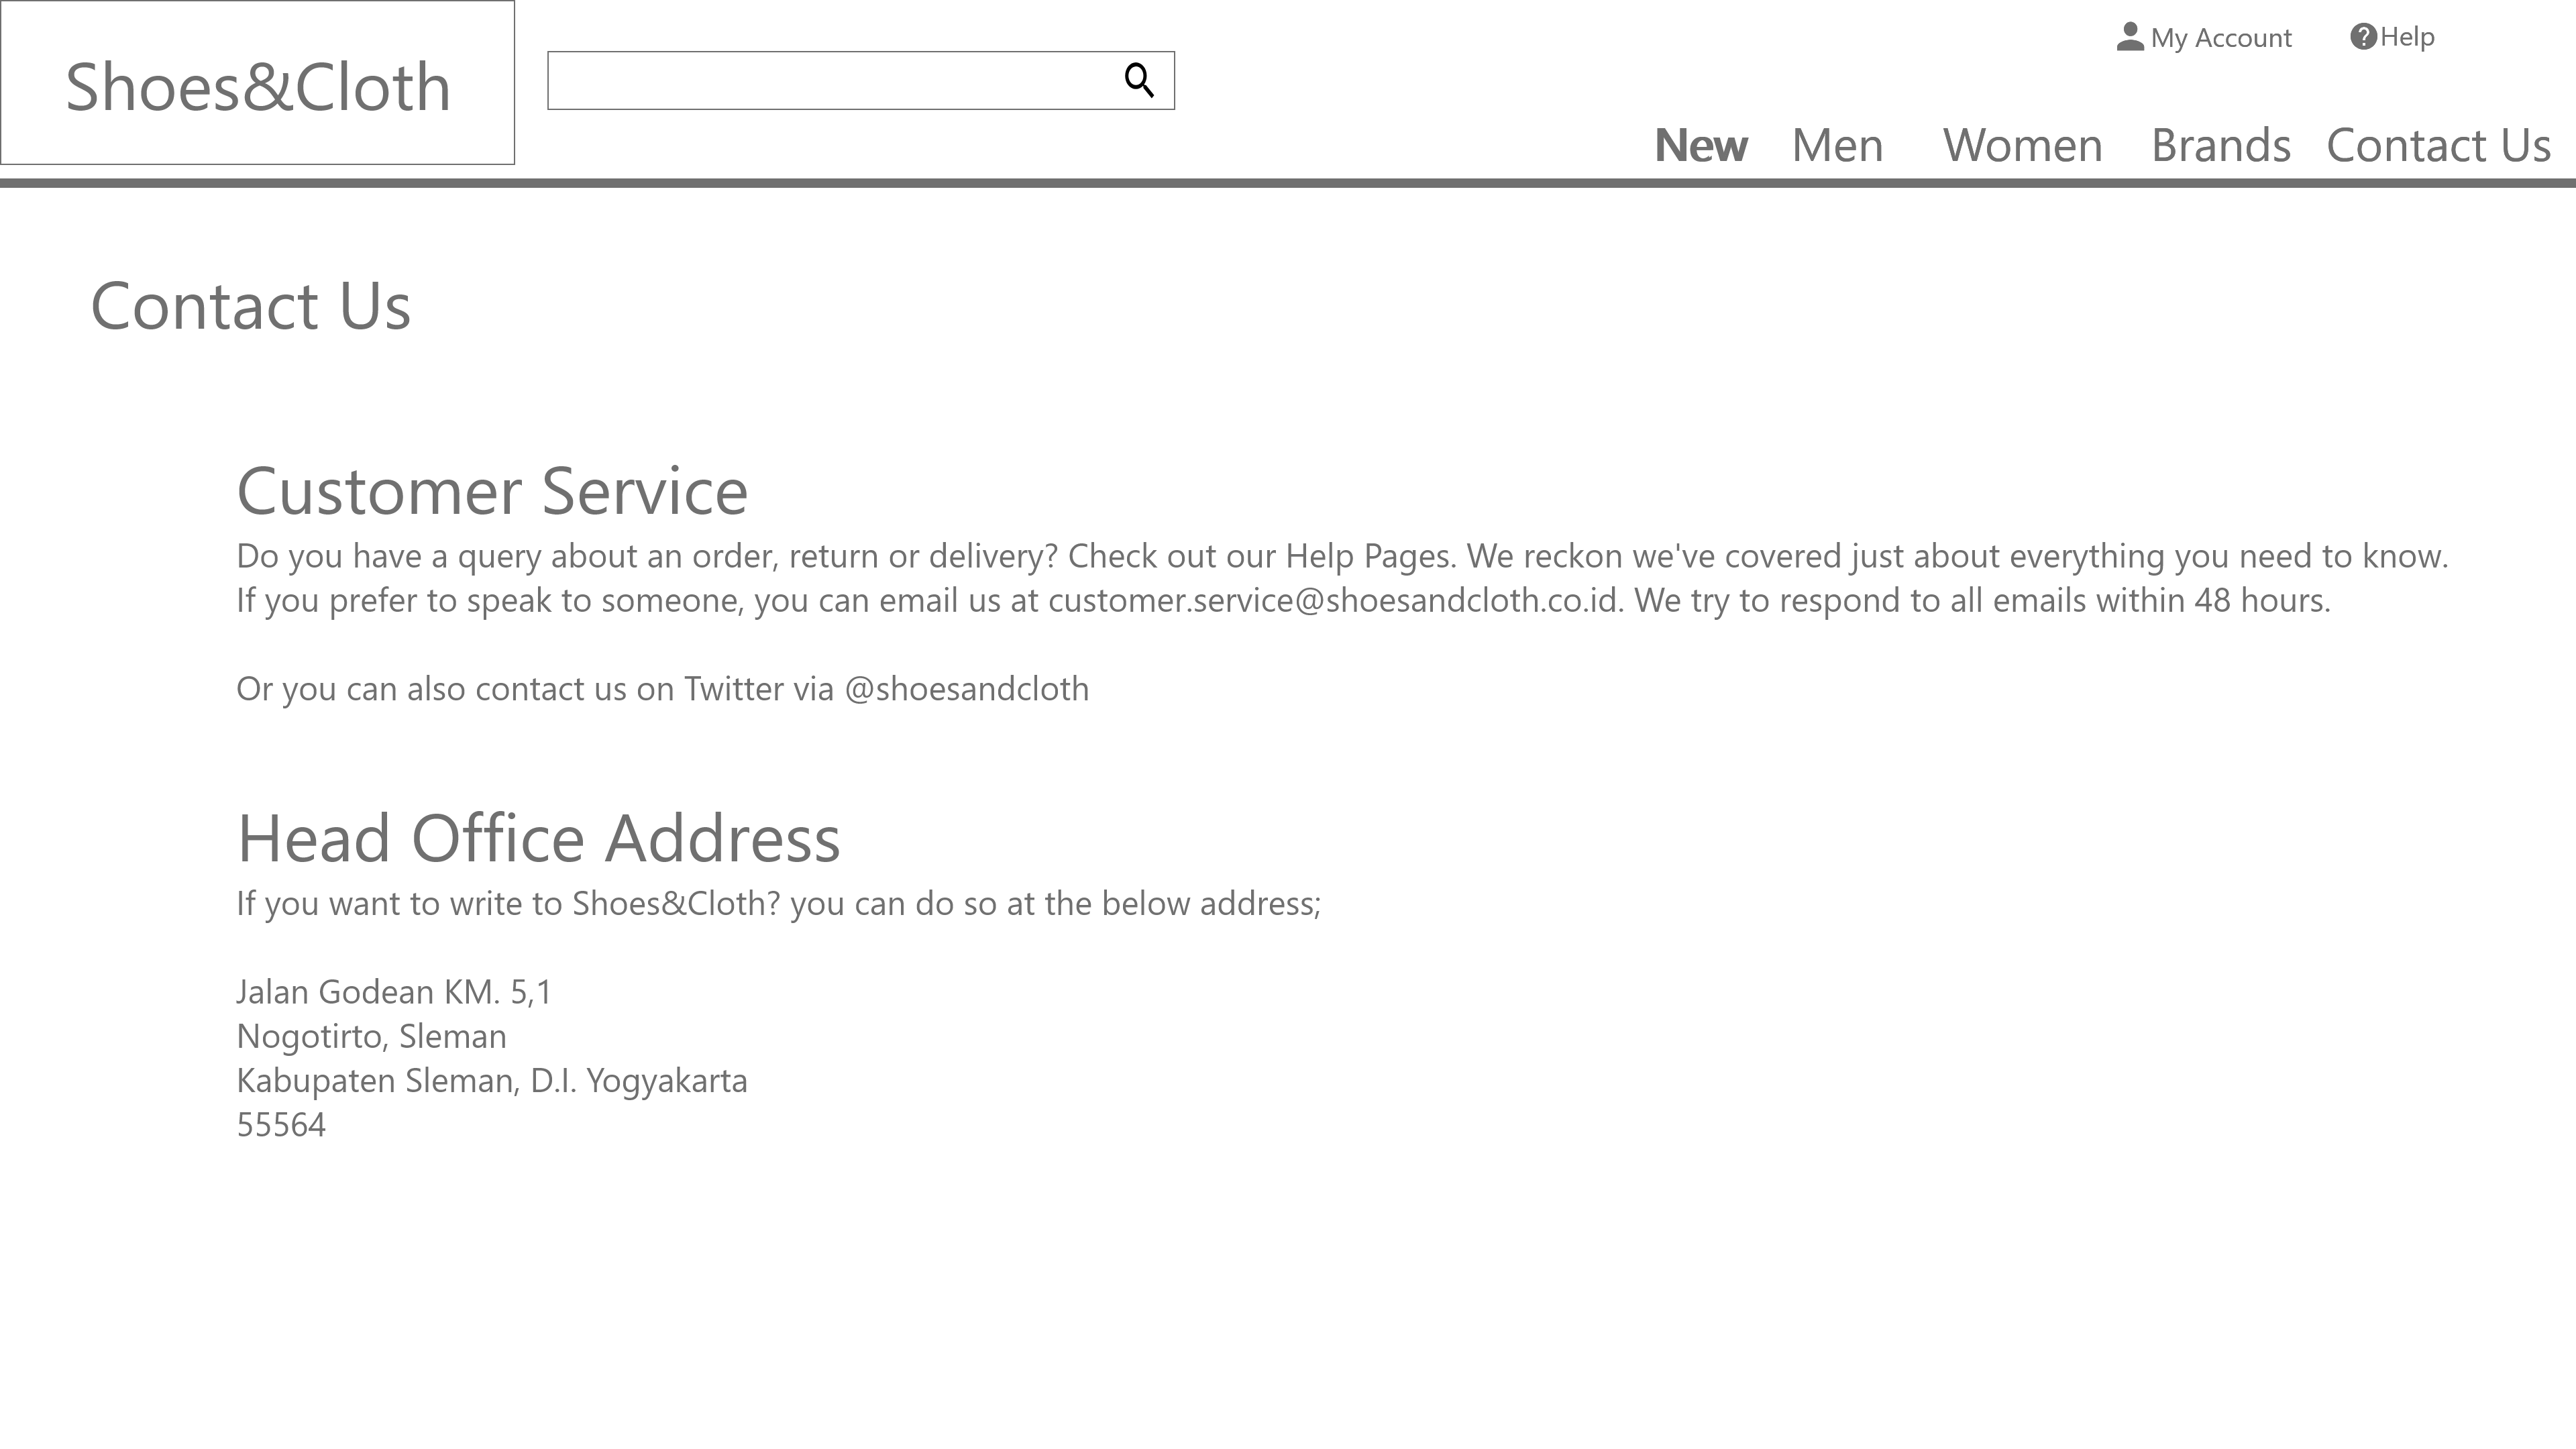 Shoes&Cloth
My Account
Help
New
Men
Women
Brands
Contact Us
Contact Us
Customer Service
Do you have a query about an order, return or delivery? Check out our Help Pages. We reckon we've covered just about everything you need to know.
If you prefer to speak to someone, you can email us at customer.service@shoesandcloth.co.id. We try to respond to all emails within 48 hours.
Or you can also contact us on Twitter via @shoesandcloth
Head Office Address
If you want to write to Shoes&Cloth? you can do so at the below address;
Jalan Godean KM. 5,1
Nogotirto, Sleman
Kabupaten Sleman, D.I. Yogyakarta
55564